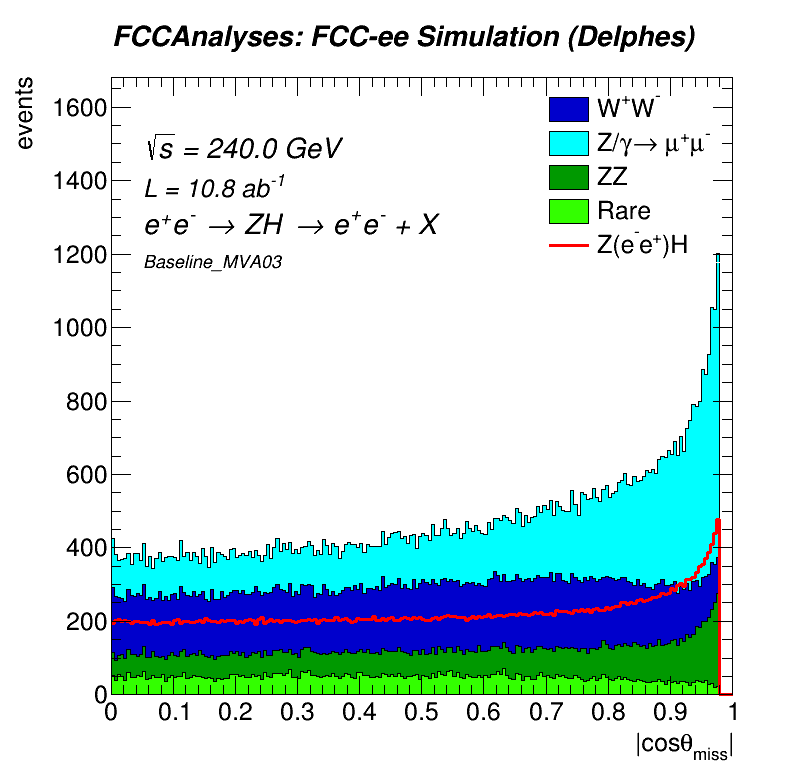 FCCAnalyses: FCC-ee Simulation (Delphes)
events
1600
1400
1200
1000
800
600
400
200
0
√s = 240.0 GeV
L = 10.8 ab⁻¹
e⁺e⁻ → ZH → e⁺e⁻ + X
Baseline_MVA03
W⁺W⁻
Z/γ→ μ⁺μ⁻
ZZ
Rare
Z(e⁻e⁺)H
0 0.1 0.2 0.3 0.4 0.5 0.6 0.7 0.8 0.9 1
|cosθmiss|